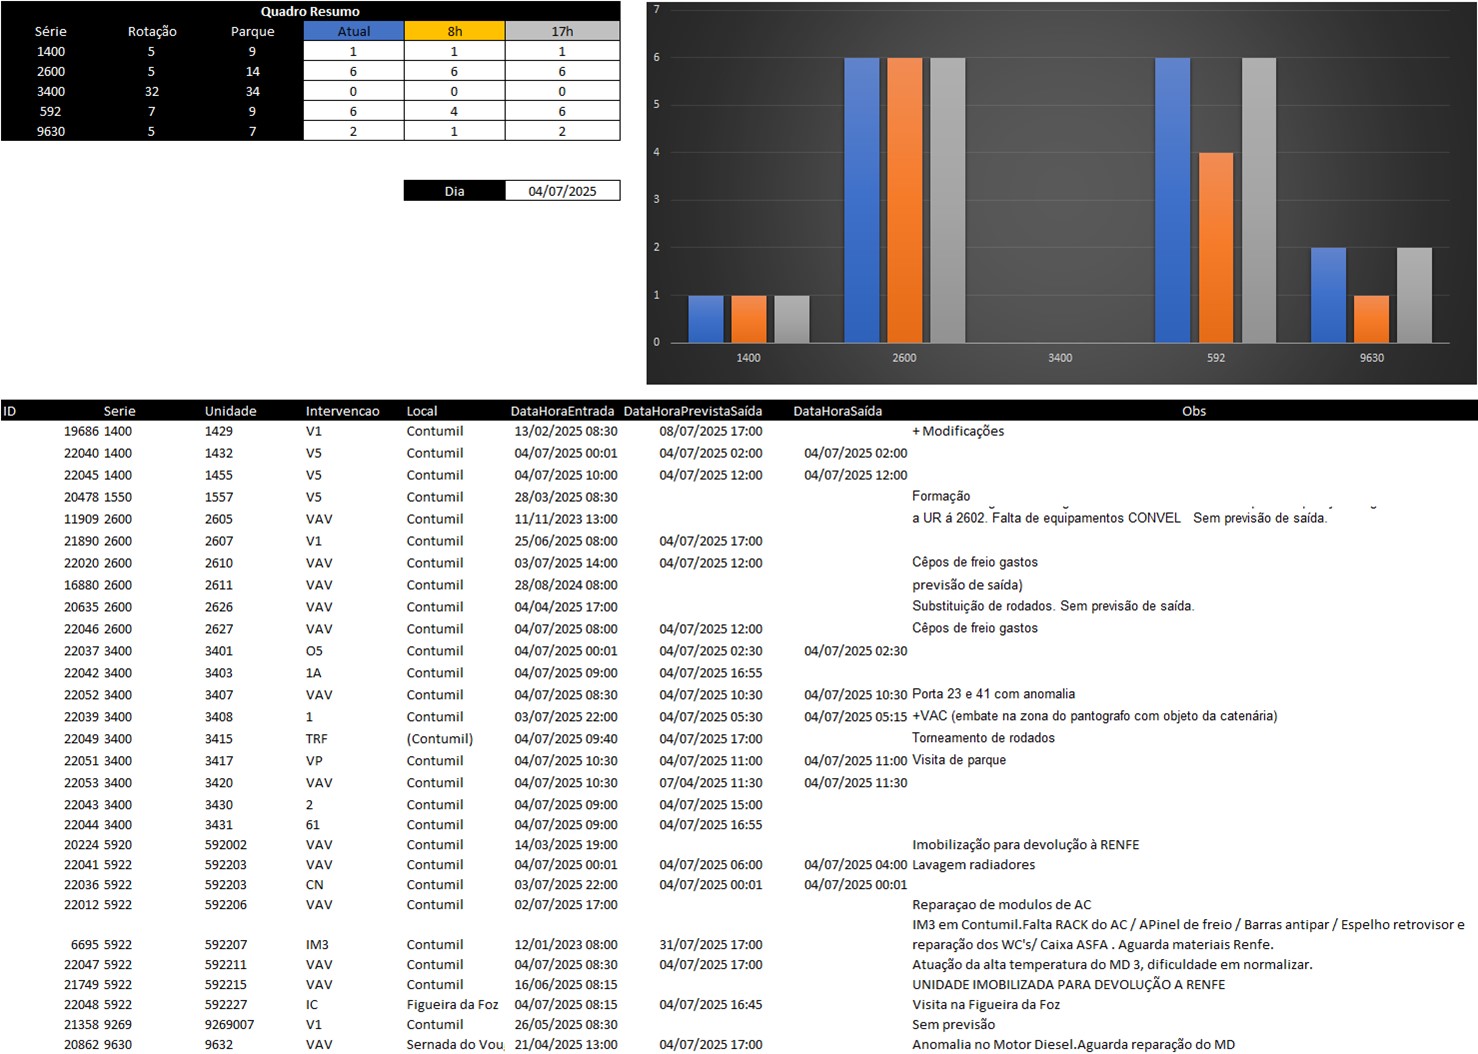 Quadro Resumo
Série Rotação Parque Atual 8h 17h
1400 5 9 1 1 1
2600 5 14 6 6 6
3400 32 34 0 0 0
592 7 9 6 4 6
9630 5 7 2 1 2
Dia 04/07/2025
7
6
5
4
3
2
1
0
1400 2600 3400 592 9630
ID Serie Unidade Intervencao Local DataHoraEntrada DataHoraPrevistaSaída DataHoraSaída Obs
19686 1400 1429 V1 Contumil 13/02/2025 08:30 08/07/2025 17:00 + Modificações
22040 1400 1432 V5 Contumil 04/07/2025 00:01 04/07/2025 02:00 04/07/2025 02:00
22045 1400 1455 V5 Contumil 04/07/2025 10:00 04/07/2025 12:00 04/07/2025 12:00
20478 1550 1557 V5 Contumil 28/03/2025 08:30 Formação
11909 2600 2605 VAV Contumil 11/11/2023 13:00 a UR á 2602. Falta de equipamentos CONVEL Sem previsão de saída.
21890 2600 2607 V1 Contumil 25/06/2025 08:00 04/07/2025 17:00
22020 2600 2610 VAV Contumil 03/07/2025 14:00 04/07/2025 12:00 Cêpos de freio gastos
16880 2600 2611 VAV Contumil 28/08/2024 08:00 previsão de saída)
20635 2600 2626 VAV Contumil 04/04/2025 17:00 Substituição de rodados. Sem previsão de saída.
22046 2600 2627 VAV Contumil 04/07/2025 08:00 04/07/2025 12:00 Cêpos de freio gastos
22037 3400 3401 O5 Contumil 04/07/2025 00:01 04/07/2025 02:30 04/07/2025 02:30
22042 3400 3403 1A Contumil 04/07/2025 09:00 04/07/2025 16:55
22052 3400 3407 VAV Contumil 04/07/2025 08:30 04/07/2025 10:30 04/07/2025 10:30 Porta 23 e 41 com anomalia
22039 3400 3408 1 Contumil 03/07/2025 22:00 04/07/2025 05:30 04/07/2025 05:15 +VAC (embate na zona do pantografo com objeto da catenária)
22049 3400 3415 TRF (Contumil) 04/07/2025 09:40 04/07/2025 17:00 Torneamento de rodados
22051 3400 3417 VP Contumil 04/07/2025 10:30 04/07/2025 11:00 04/07/2025 11:00 Visita de parque
22053 3400 3420 VAV Contumil 04/07/2025 10:30 07/04/2025 11:30 04/07/2025 11:30
22043 3400 3430 2 Contumil 04/07/2025 09:00 04/07/2025 15:00
22044 3400 3431 61 Contumil 04/07/2025 09:00 04/07/2025 16:55
20224 5920 592002 VAV Contumil 14/03/2025 19:00 Imobilização para devolução à RENFE
22041 5922 592203 VAV Contumil 04/07/2025 00:01 04/07/2025 06:00 04/07/2025 04:00 Lavagem radiadores
22036 5922 592203 CN Contumil 03/07/2025 22:00 04/07/2025 00:01 04/07/2025 00:01
22012 5922 592206 VAV Contumil 02/07/2025 17:00 Reparaçao de modulos de AC
IM3 em Contumil.Falta RACK do AC / APinel de freio / Barras antipar / Espelho retrovisor e
6695 5922 592207 IM3 Contumil 12/01/2023 08:00 31/07/2025 17:00 reparação dos WC's/ Caixa ASFA . Aguarda materiais Renfe.
22047 5922 592211 VAV Contumil 04/07/2025 08:30 04/07/2025 17:00 Atuação da alta temperatura do MD 3, dificuldade em normalizar.
21749 5922 592215 VAV Contumil 16/06/2025 08:15 UNIDADE IMOBILIZADA PARA DEVOLUÇÃO A RENFE
22048 5922 592227 IC Figueira da Foz 04/07/2025 08:15 04/07/2025 16:45 Visita na Figueira da Foz
21358 9269 9269007 V1 Contumil 26/05/2025 08:30 Sem previsão
20862 9630 9632 VAV Sernada do Vou 21/04/2025 13:00 04/07/2025 17:00 Anomalia no Motor Diesel.Aguarda reparação do MD